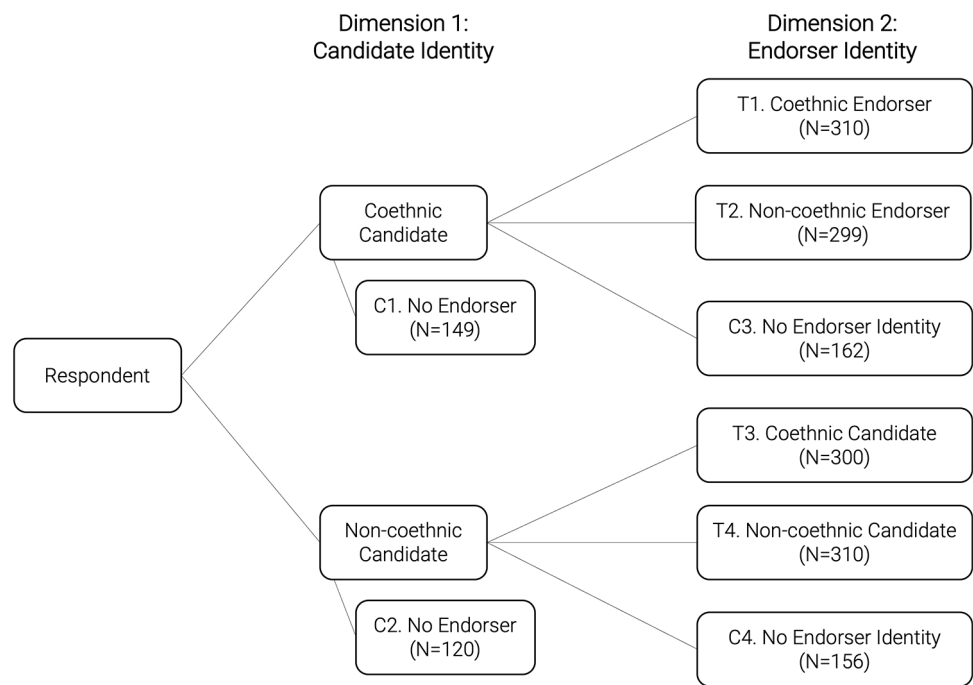 Dimension 1:
Candidate Identity
Dimension 2:
Endorser Identity
T1. Coethnic Endorser
(N=310)
Coethnic
Candidate
T2. Non-coethnic Endorser
(N=299)
C1. No Endorser
(N=149)
C3. No Endorser Identity
(N=162)
Respondent
T3. Coethnic Candidate
(N=300)
Non-coethnic
Candidate
T4. Non-coethnic Candidate
(N=310)
C2. No Endorser
(N=120)
C4. No Endorser Identity
(N=156)